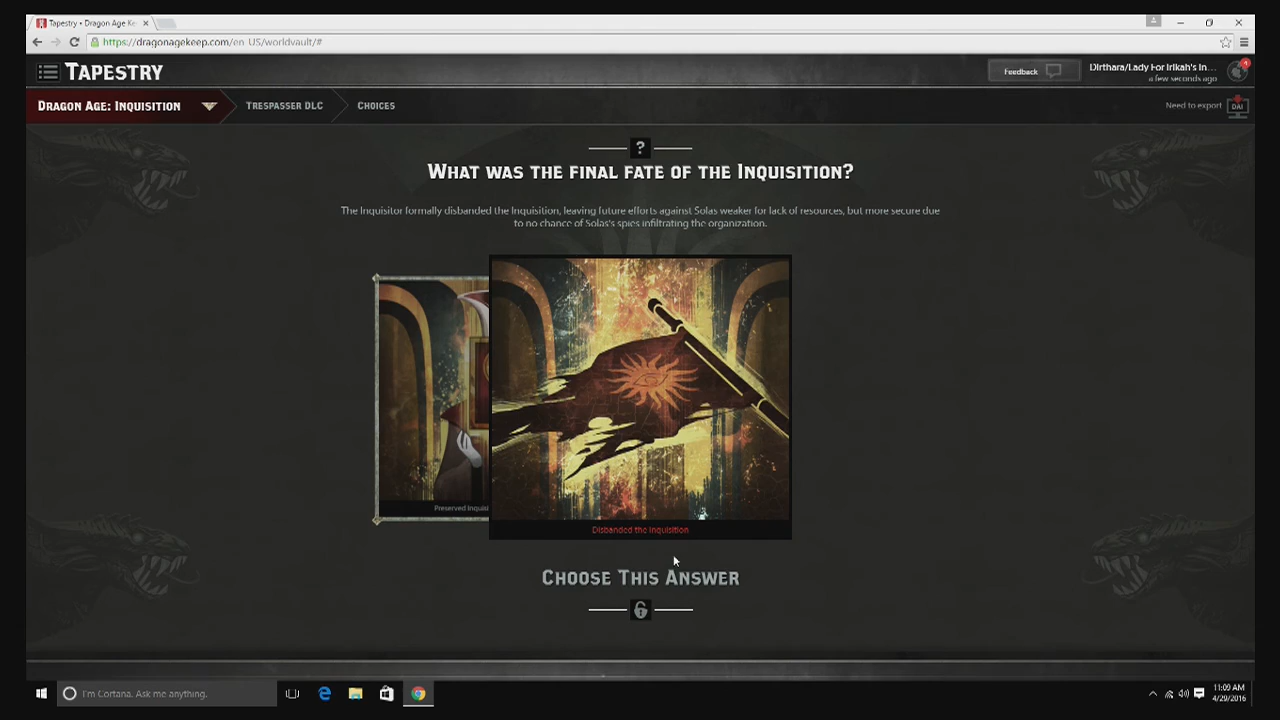 Tapestry • Dragon Age Ke
https://dragonagekeep.com/en_US/worldvault/#
TAPESTRY
Feedback
Dirthara/Lady For Irikah's In...
a few seconds ago
DRAGON AGE: INQUISITION
TRESPASSER DLC
CHOICES
Need to export
DAI
?
WHAT WAS THE FINAL FATE OF THE INQUISITION?
The Inquisitor formally disbanded the Inquisition, leaving future efforts against Solas weaker for lack of resources, but more secure due
to no chance of Solas's spies infiltrating the organization.
Preserved Inquisi
Disbanded the Inquisition
CHOOSE THIS ANSWER
I'm Cortana. Ask me anything.
11:09 AM
4/29/2016